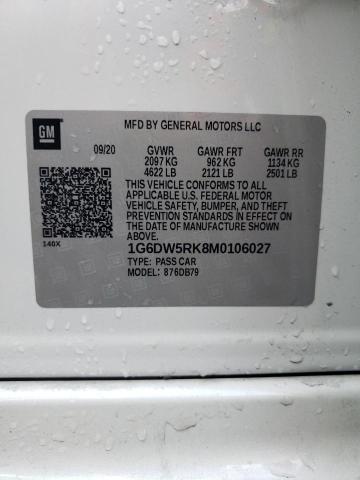 GM
MFD BY GENERAL MOTORS LLC
09/20 GVWR GAWR FRT GAWR RR
2097 KG 962 KG 1134 KG
4622 LB 2121 LB 2501 LB
THIS VEHICLE CONFORMS TO ALL
APPLICABLE U.S. FEDERAL MOTOR
VEHICLE SAFETY, BUMPER, AND THEFT
PREVENTION STANDARDS IN EFFECT ON
THE DATE OF MANUFACTURE SHOWN
ABOVE.
140X 1G6DW5RK8M0106027
TYPE: PASS CAR
MODEL: 876DB79